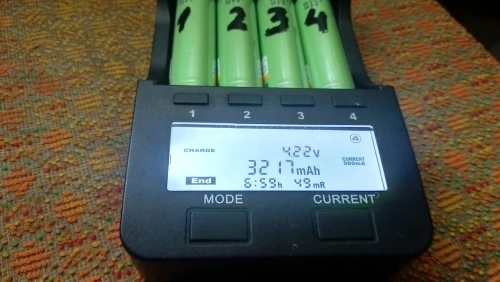 1 2 3 4
1 2 3 4
4
CHARGE 4.22V
3217mAh CURRENT 500mA
End 6:59h 49mR
MODE CURRENT